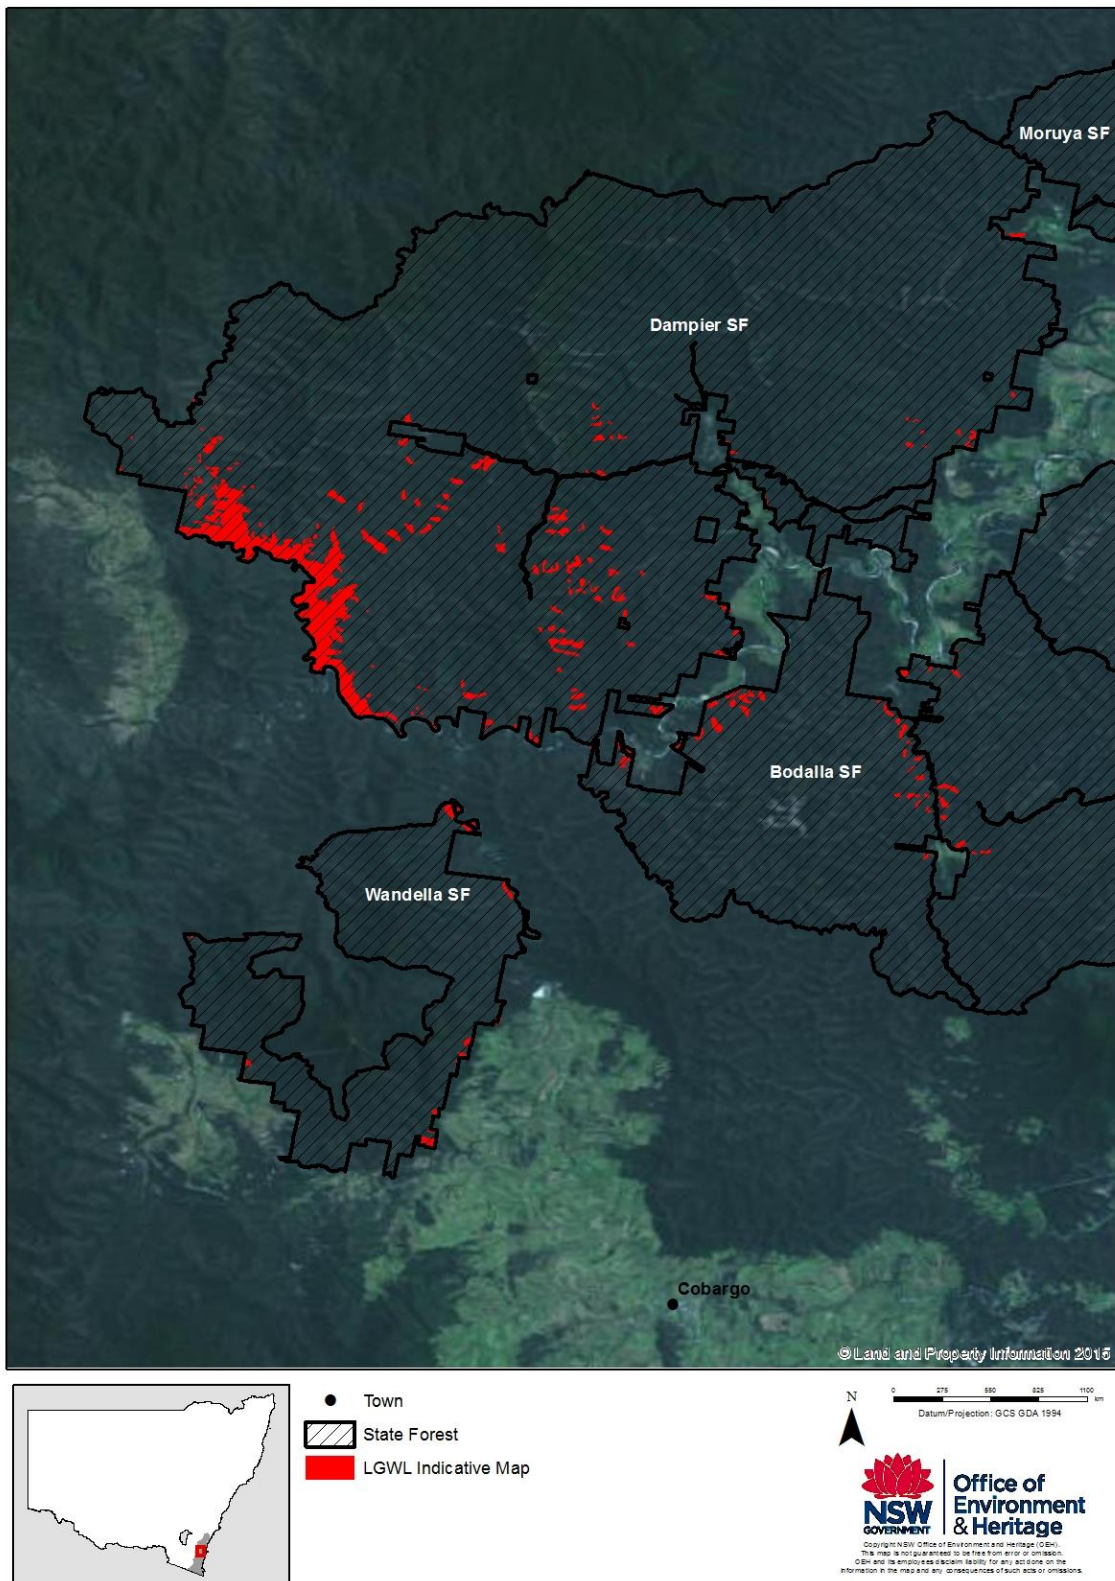 Moruya SF
Dampier SF
Bodalla SF
Wandella SF
Cobargo
© Land and Property Information 2015
Town
State Forest
LGWL Indicative Map
N
0 275 550 825 1100
km
Datum/Projection: GCS GDA 1994
NSW
GOVERNMENT
Office of
Environment
& Heritage
Copyright NSW Office of Environment and Heritage (OEH).
This map is not guaranteed to be free from error or omission.
OEH and its employees disclaim liability for any act done on the
information in the map and any consequences of such acts or omissions.